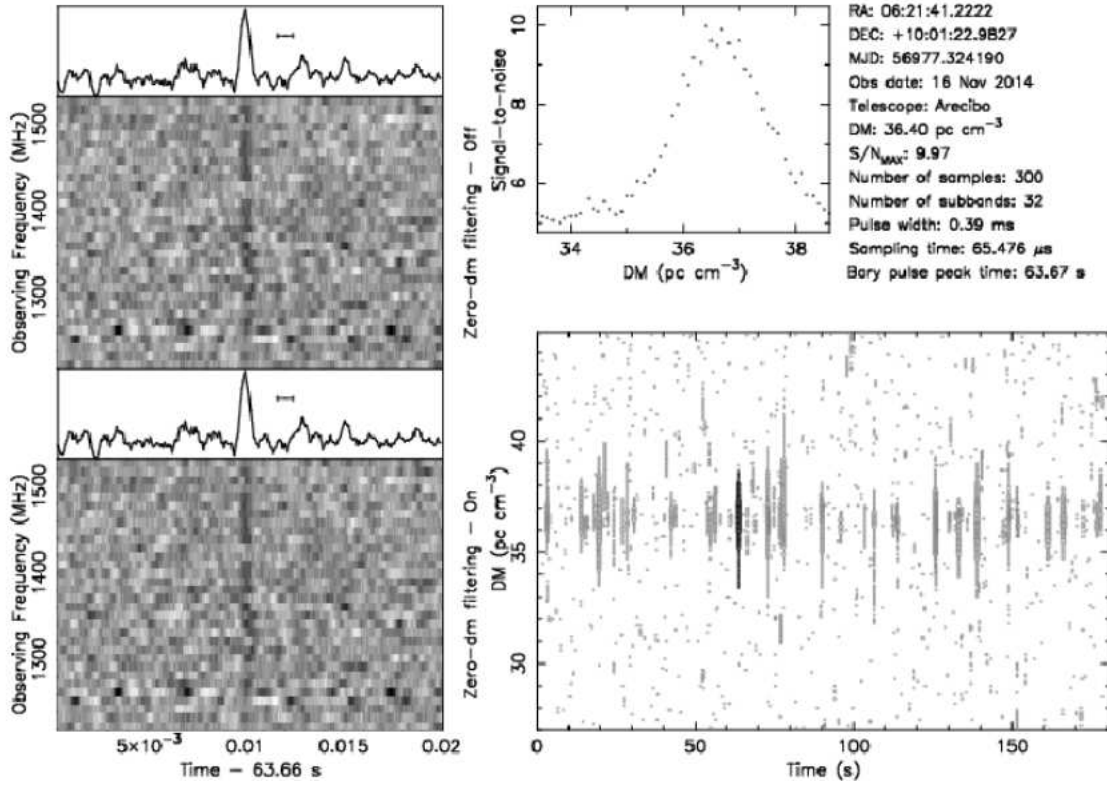 Observing Frequency (MHz)
1500
1400
1300
Zero-dm filtering - Off
Observing Frequency (MHz)
1500
1400
1300
Zero-dm filtering - On
5×10⁻³ 0.01 0.015 0.02
Time - 63.66 s
Signal-to-noise
10
8
6
34 36 38
DM (pc cm⁻³)
RA: 06:21:41.2222
DEC: +10:01:22.9827
MJD: 56977.324190
Obs date: 16 Nov 2014
Telescope: Arecibo
DM: 36.40 pc cm⁻³
S/N_MAX: 9.97
Number of samples: 300
Number of subbands: 32
Pulse width: 0.39 ms
Sampling time: 65.476 μs
Bary pulse peak time: 63.67 s
DM (pc cm⁻³)
40
35
30
0 50 100 150
Time (s)